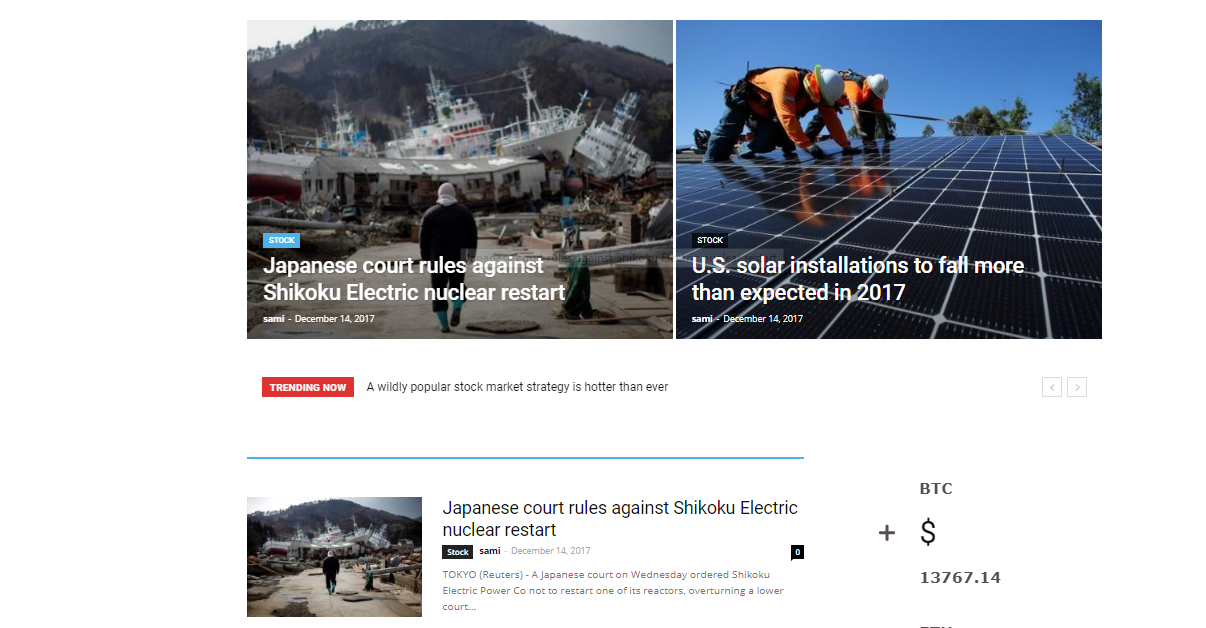 STOCK
Japanese court rules against
Shikoku Electric nuclear restart
sami - December 14, 2017
STOCK
U.S. solar installations to fall more
than expected in 2017
sami - December 14, 2017
TRENDING NOW A wildly popular stock market strategy is hotter than ever
Japanese court rules against Shikoku Electric
nuclear restart
Stock sami - December 14, 2017 0
TOKYO (Reuters) - A Japanese court on Wednesday ordered Shikoku
Electric Power Co not to restart one of its reactors, overturning a lower
court...
BTC
+ $
13767.14